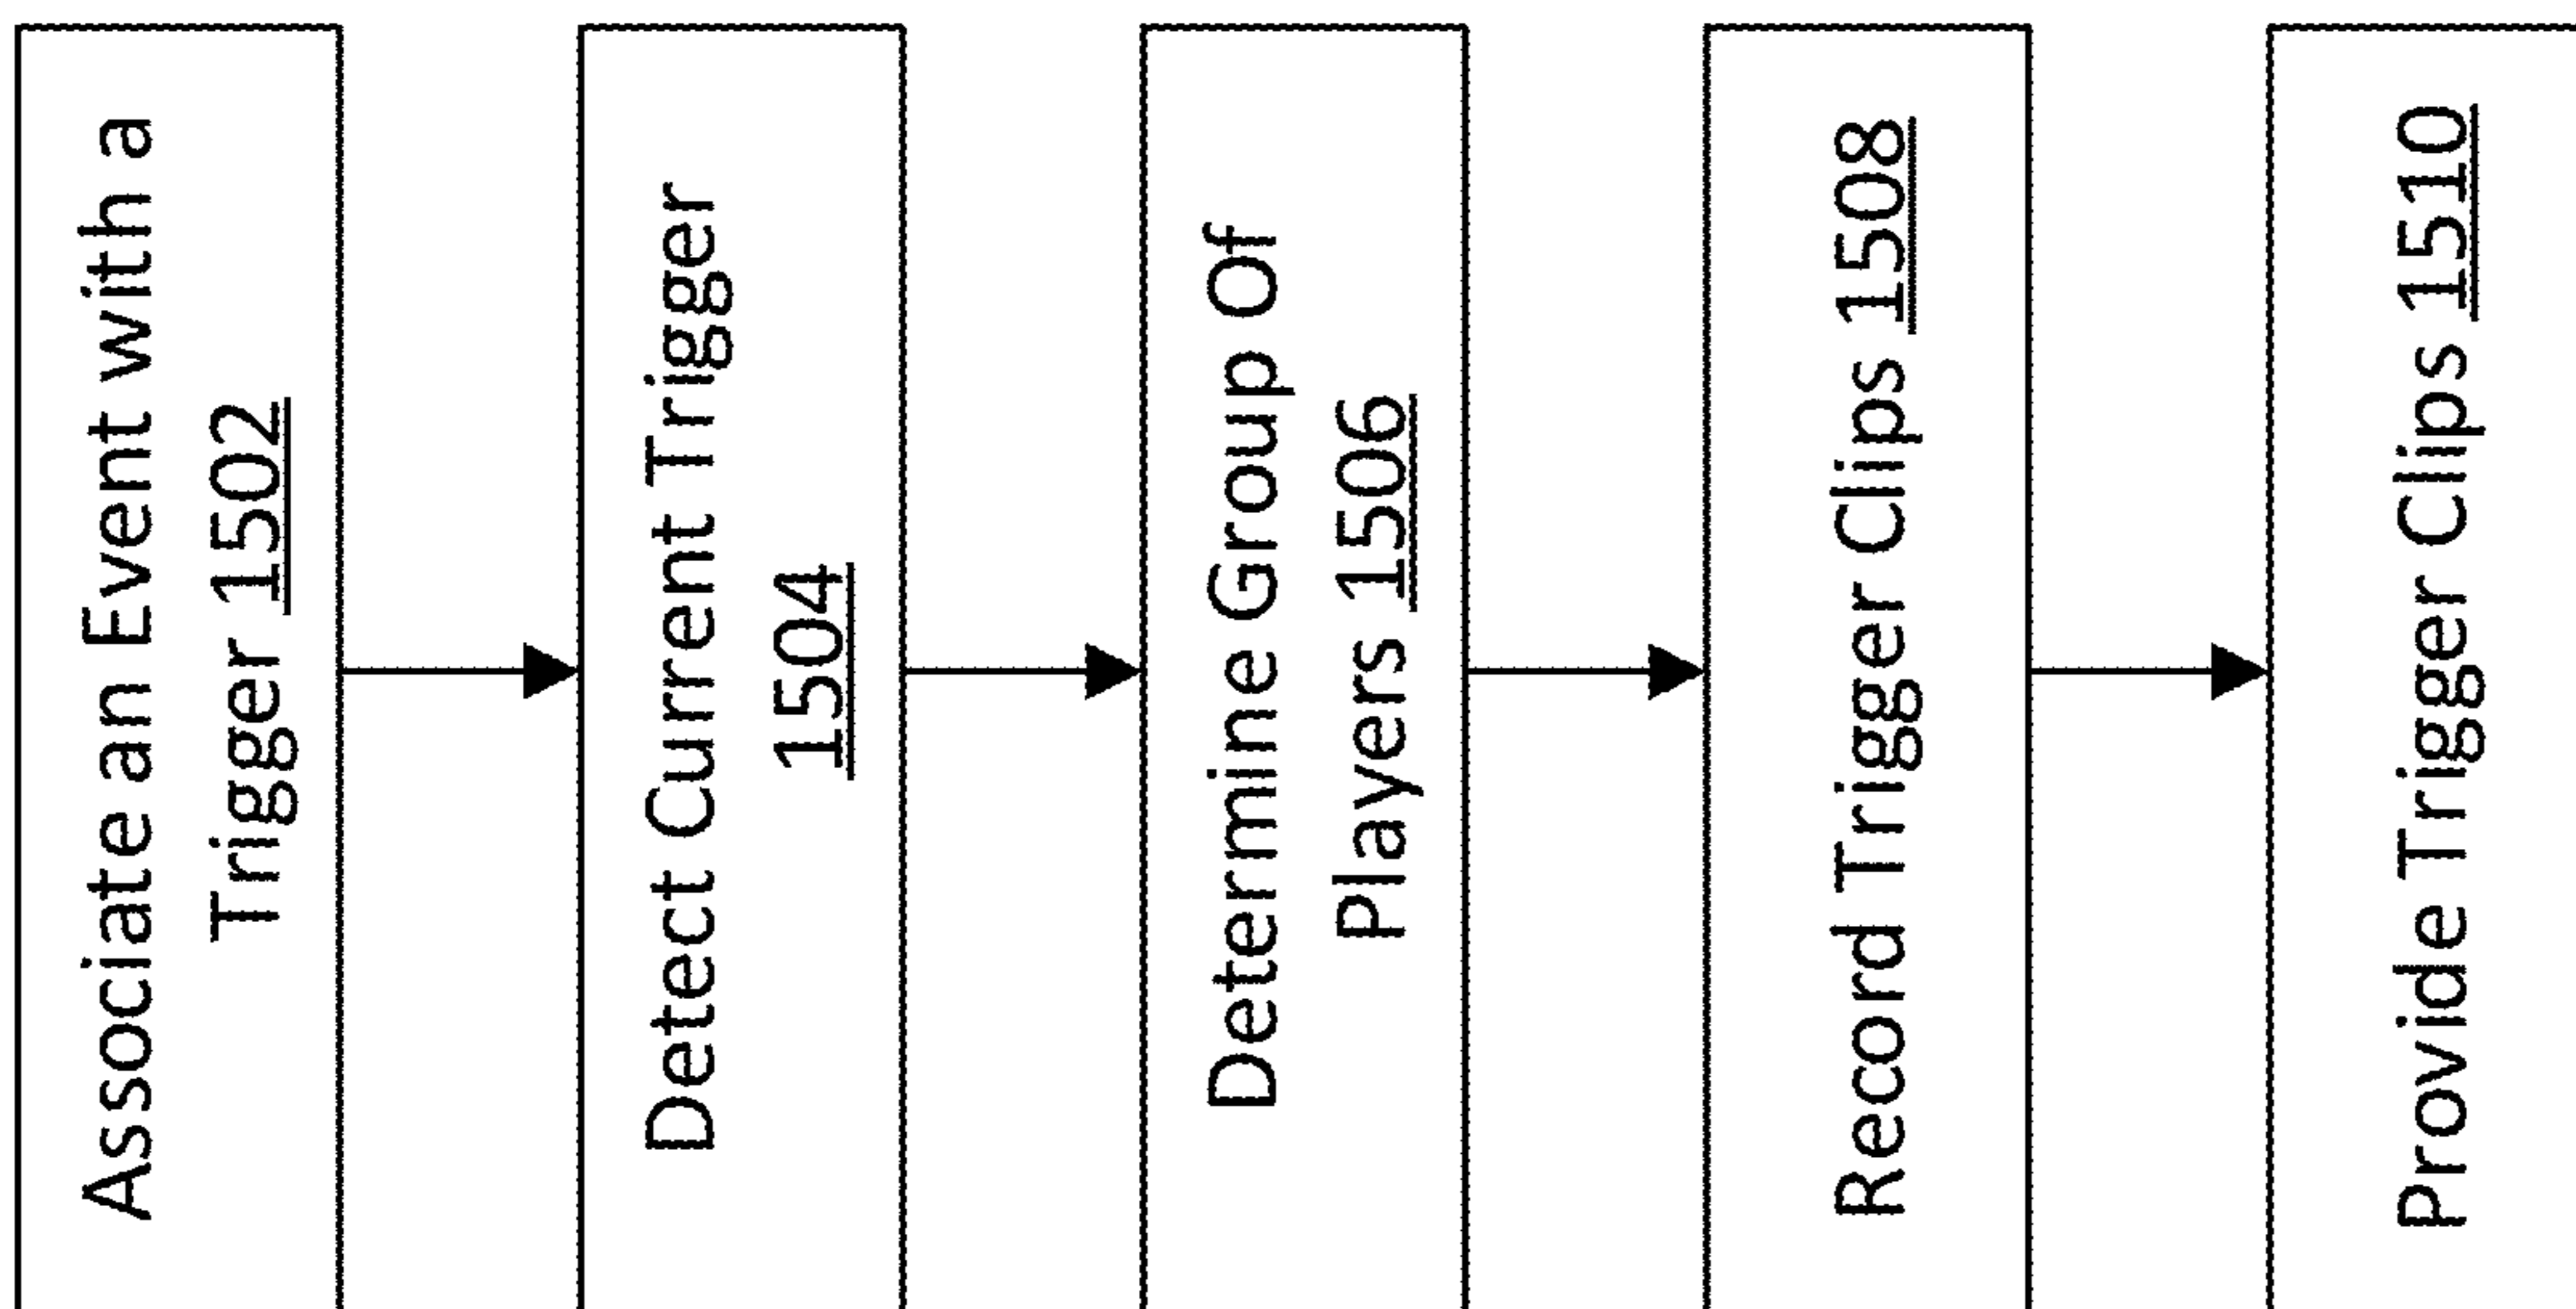 Associate an Event with a
Trigger 1502
Detect Current Trigger
1504
Determine Group Of
Players 1506
Record Trigger Clips 1508
Provide Trigger Clips 1510